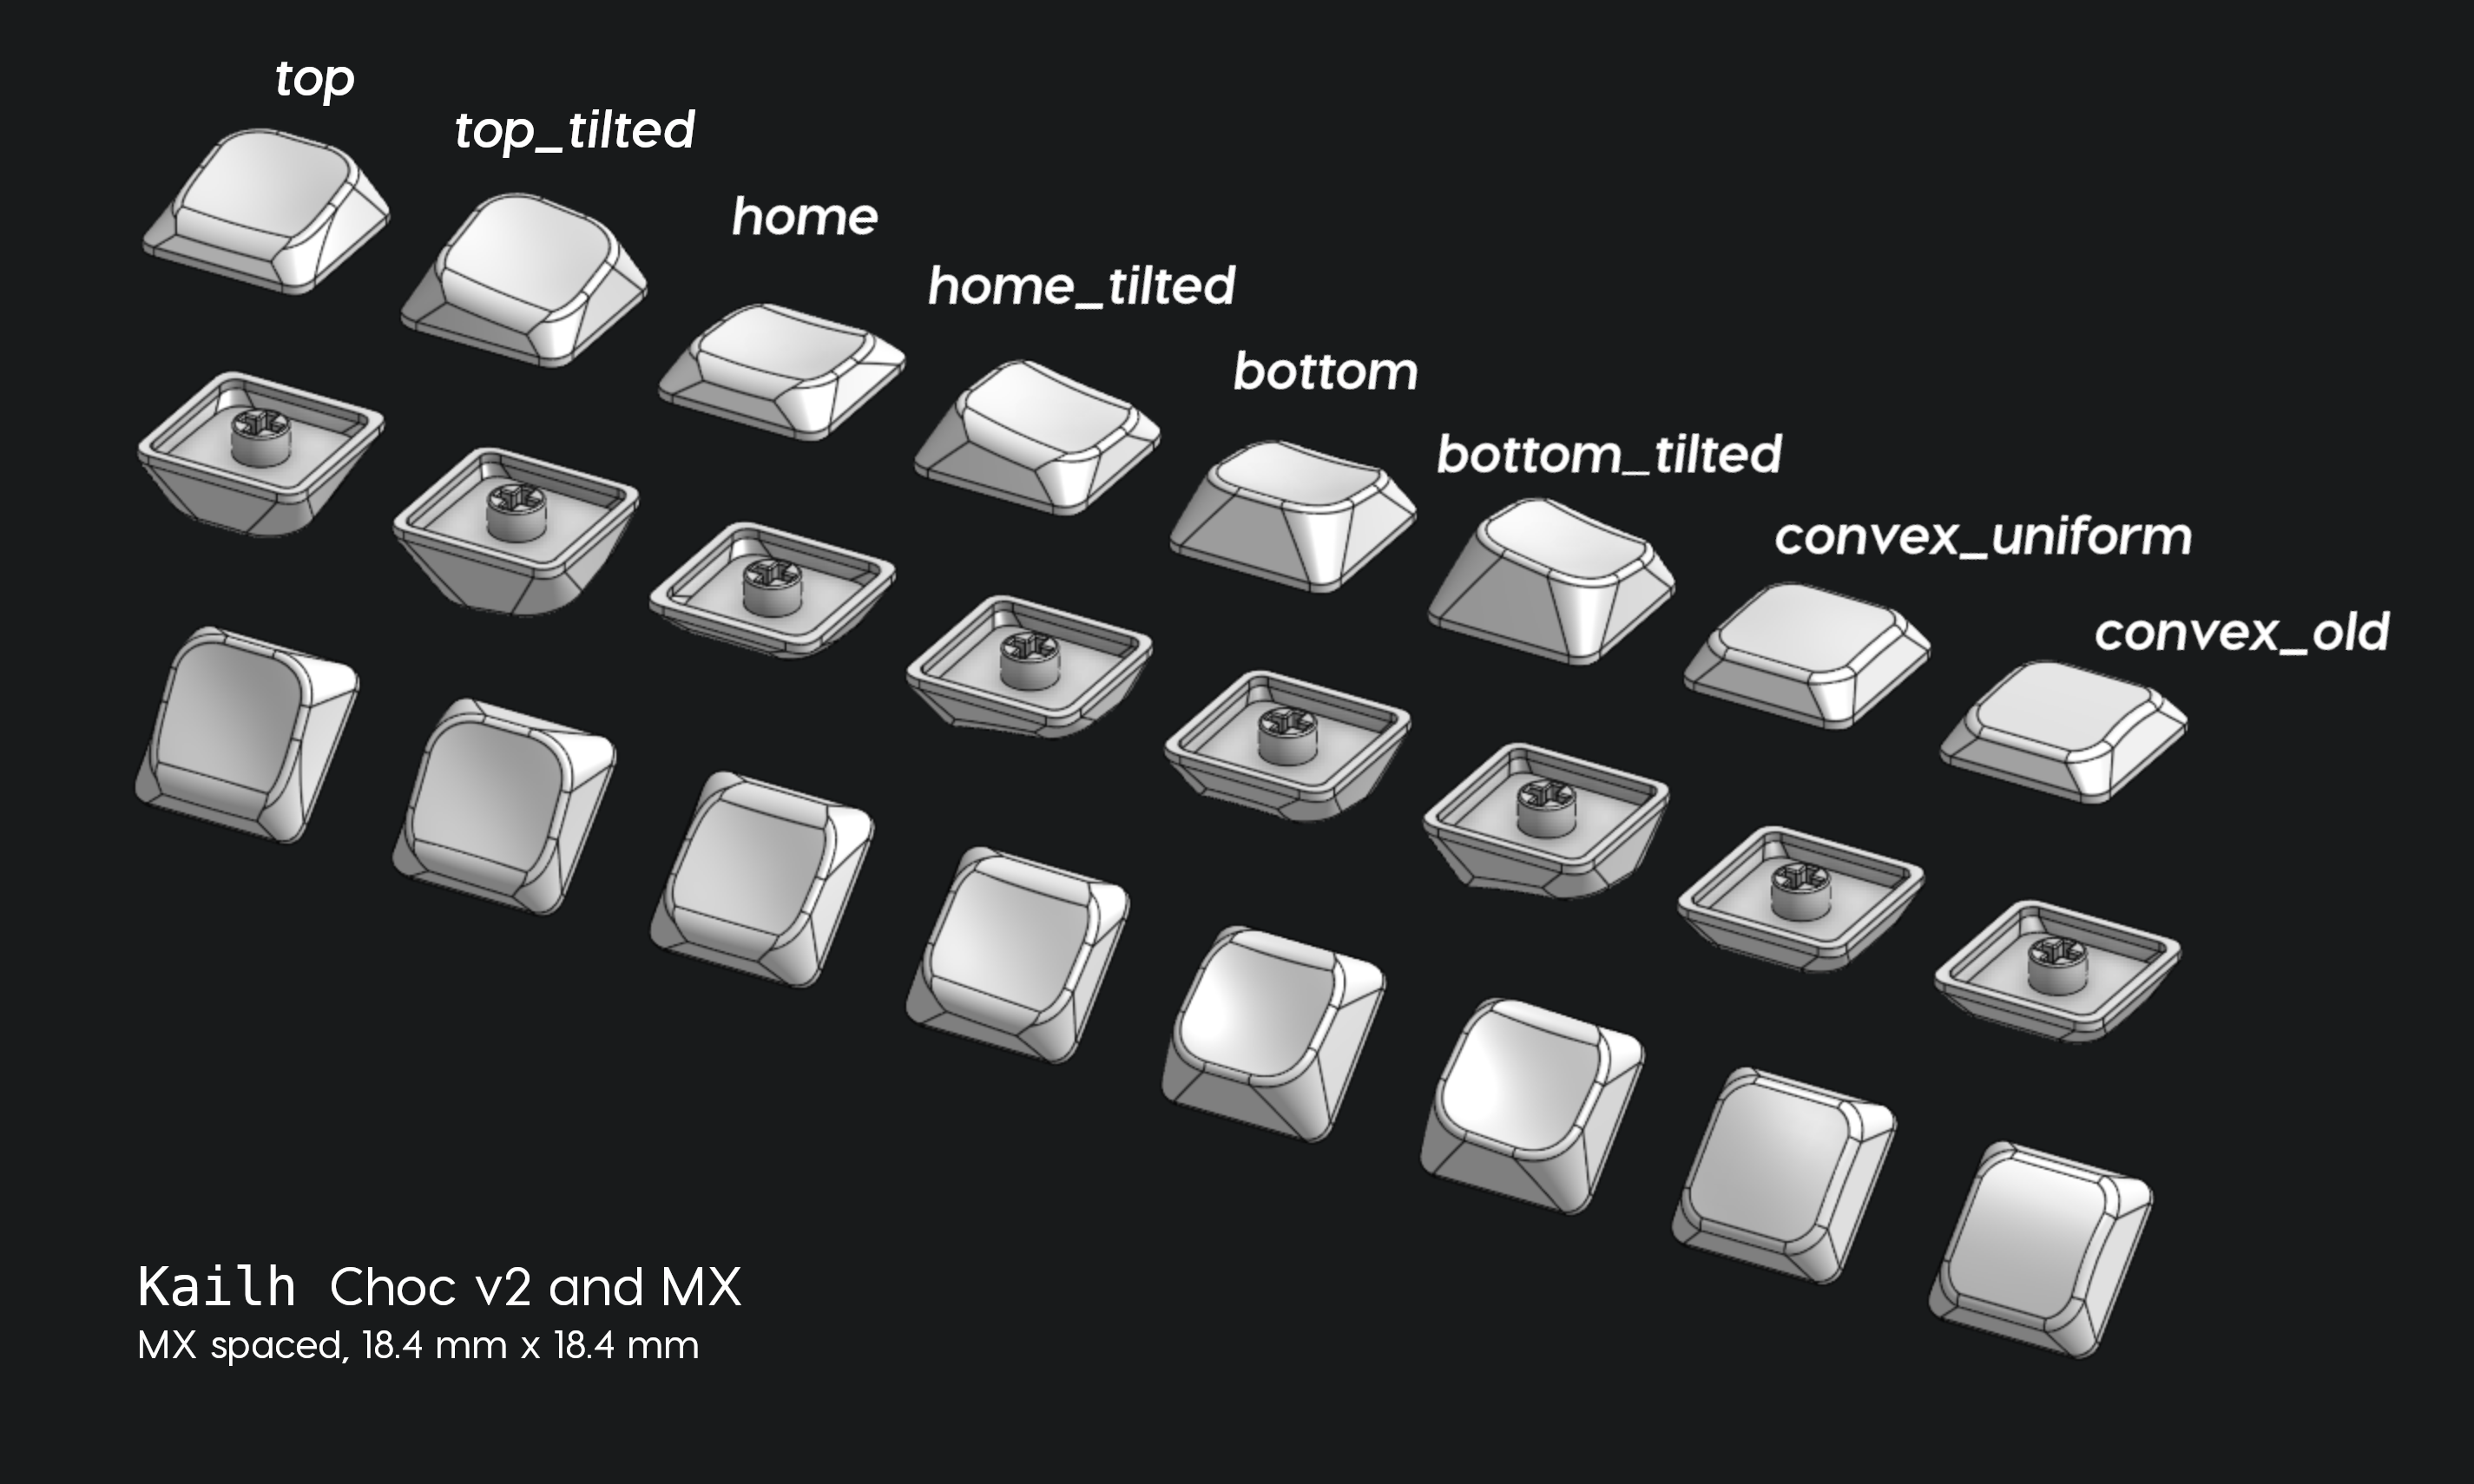 top
top_tilted
home
home_tilted
bottom
bottom_tilted
convex_uniform
convex_old
Kailh Choc v2 and MX
MX spaced, 18.4 mm x 18.4 mm